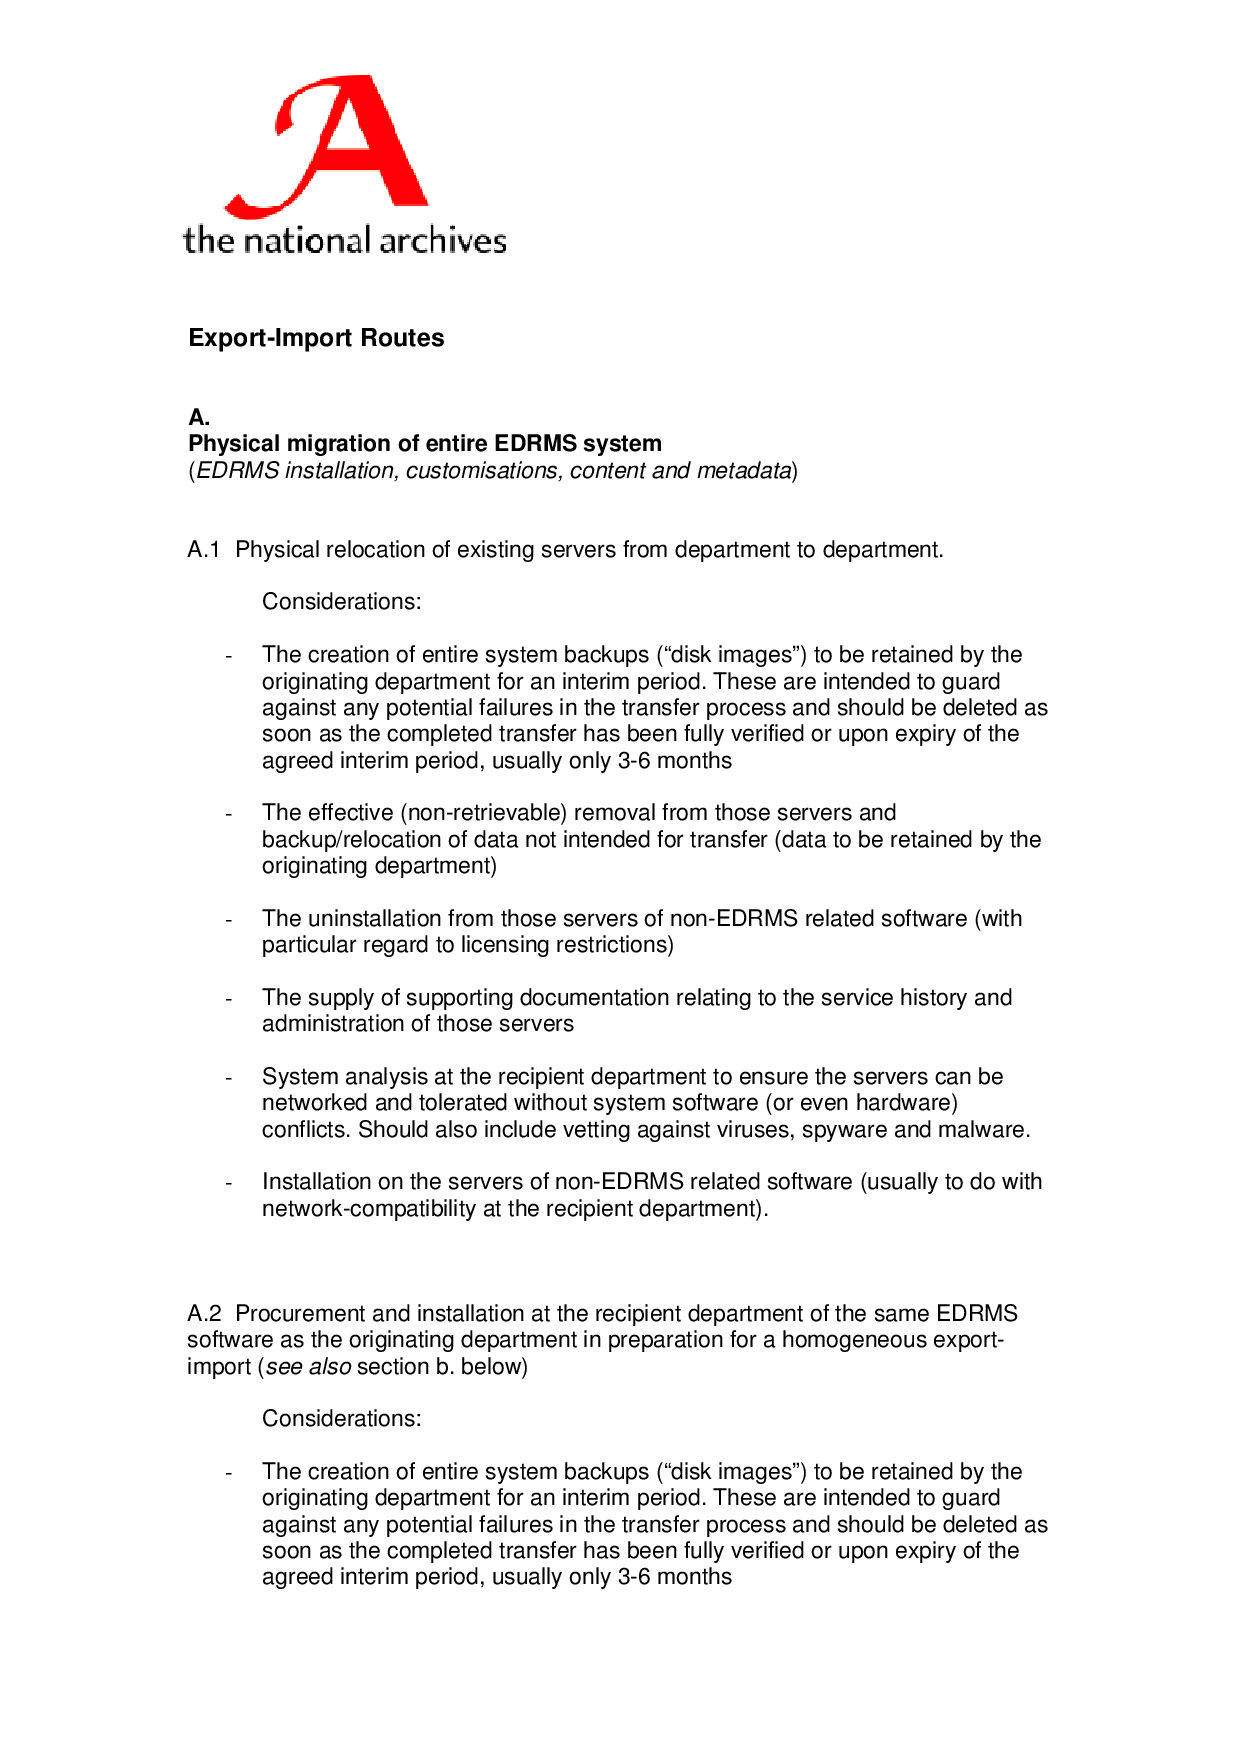 A
the national archives
Export-Import Routes
A.
Physical migration of entire EDRMS system
(EDRMS installation, customisations, content and metadata)
A.1 Physical relocation of existing servers from department to department.
Considerations:
- The creation of entire system backups (“disk images”) to be retained by the
originating department for an interim period. These are intended to guard
against any potential failures in the transfer process and should be deleted as
soon as the completed transfer has been fully verified or upon expiry of the
agreed interim period, usually only 3-6 months
- The effective (non-retrievable) removal from those servers and
backup/relocation of data not intended for transfer (data to be retained by the
originating department)
- The uninstallation from those servers of non-EDRMS related software (with
particular regard to licensing restrictions)
- The supply of supporting documentation relating to the service history and
administration of those servers
- System analysis at the recipient department to ensure the servers can be
networked and tolerated without system software (or even hardware)
conflicts. Should also include vetting against viruses, spyware and malware.
- Installation on the servers of non-EDRMS related software (usually to do with
network-compatibility at the recipient department).
A.2 Procurement and installation at the recipient department of the same EDRMS
software as the originating department in preparation for a homogeneous export-
import (see also section b. below)
Considerations:
- The creation of entire system backups (“disk images”) to be retained by the
originating department for an interim period. These are intended to guard
against any potential failures in the transfer process and should be deleted as
soon as the completed transfer has been fully verified or upon expiry of the
agreed interim period, usually only 3-6 months